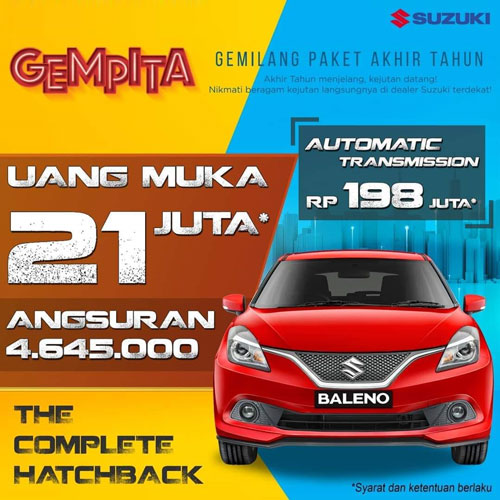 SUZUKI
GEMPITA
GEMILANG PAKET AKHIR TAHUN
Akhir Tahun menjelang, kejutan datang!
Nikmati beragam kejutan langsungnya di dealer Suzuki terdekat!
AUTOMATIC
TRANSMISSION
RP 198 JUTA*
UANG MUKA
21 JUTA*
ANGSURAN
4.645.000
BALENO
THE
COMPLETE
HATCHBACK
*Syarat dan ketentuan berlaku